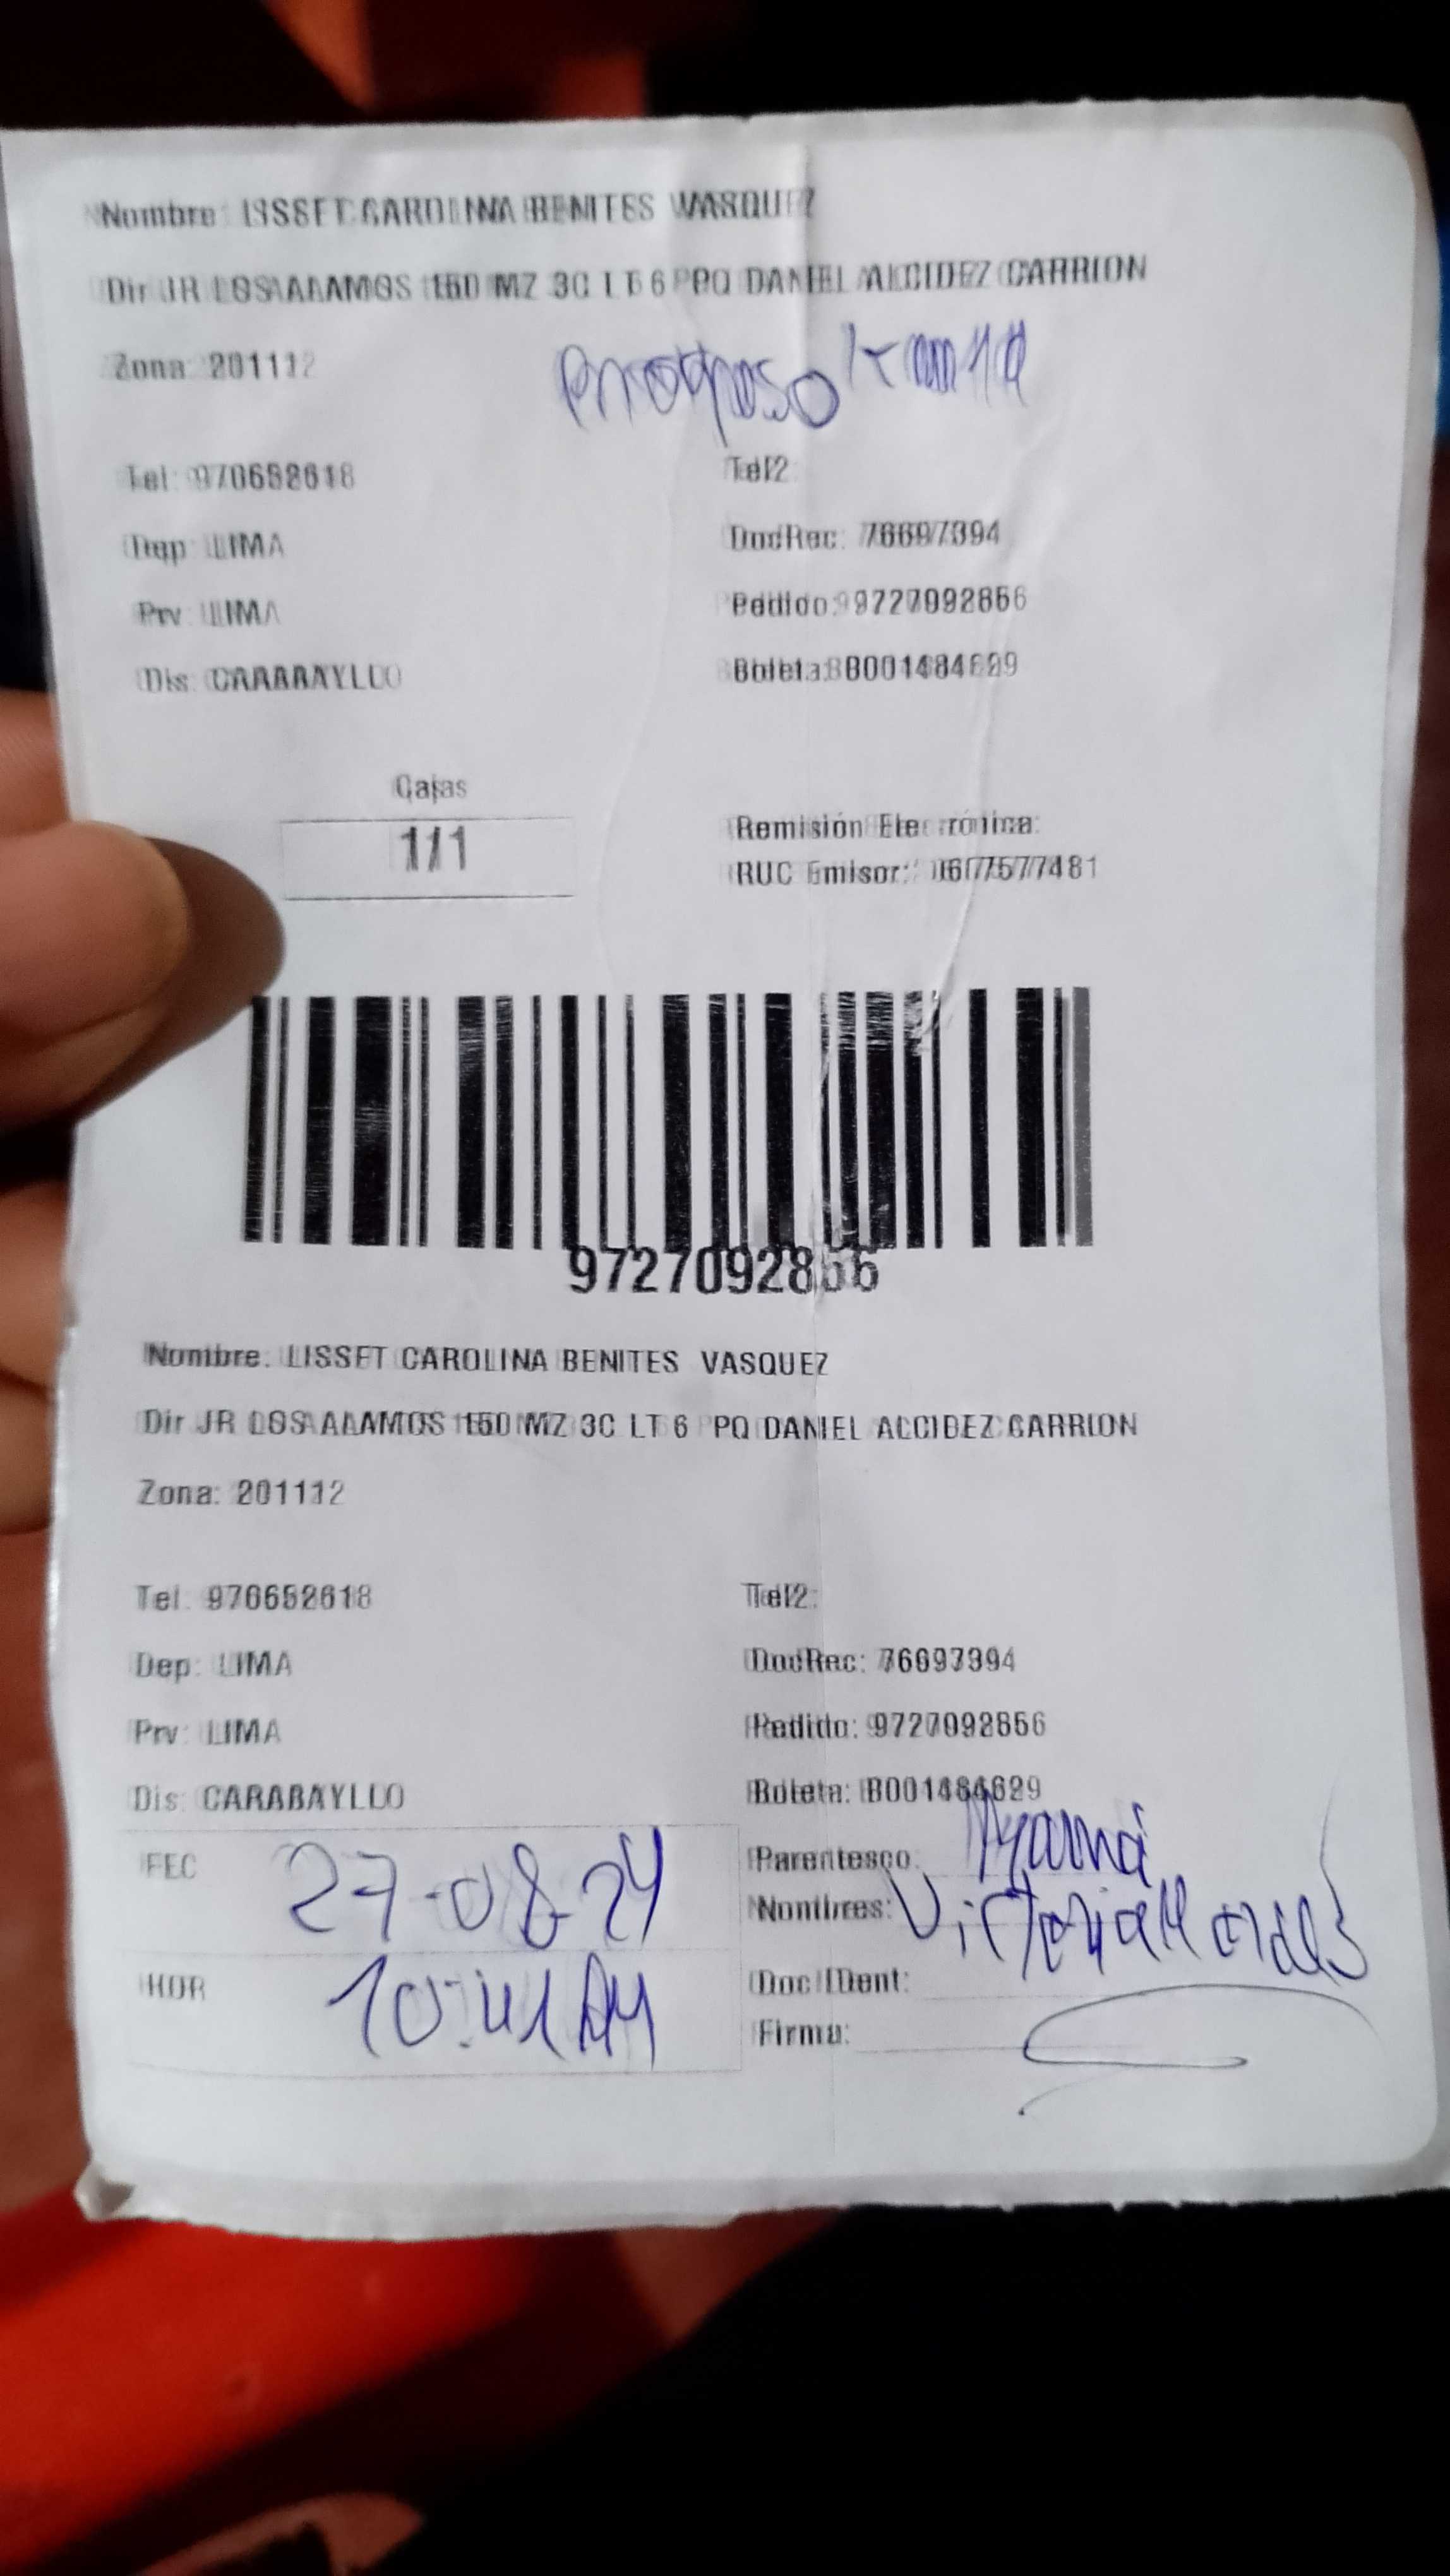 Nombre: LISSET CAROLINA BENITES VASQUEZ
Dir JR LOS ALAMOS 150 MZ 3C LT 6 PQ DANIEL ALCIDEZ CARRION
Zona: 201112
Progreso
Tel: 970652618 Tel2:
Dep: LIMA DocRec: 76697394
Prv: LIMA Pedido: 9727092856
Dis: CARABAYLLO Boleta: B001484629
Cajas
1/1
Remisión Electrónica:
RUC Emisor:
9727092856
Nombre: LISSET CAROLINA BENITES VASQUEZ
Dir JR LOS ALAMOS 150 MZ 3C LT 6 PQ DANIEL ALCIDEZ CARRION
Zona: 201112
Tel: 970652618 Tel2:
Dep: LIMA DocRec: 76697394
Prv: LIMA Pedido: 9727092856
Dis: CARABAYLLO Boleta: B001484629
FEC 27-08-24 Parentesco: Mamá
Nombres: Victoria
HOR 10:41 AM Doc IDent:
Firma: